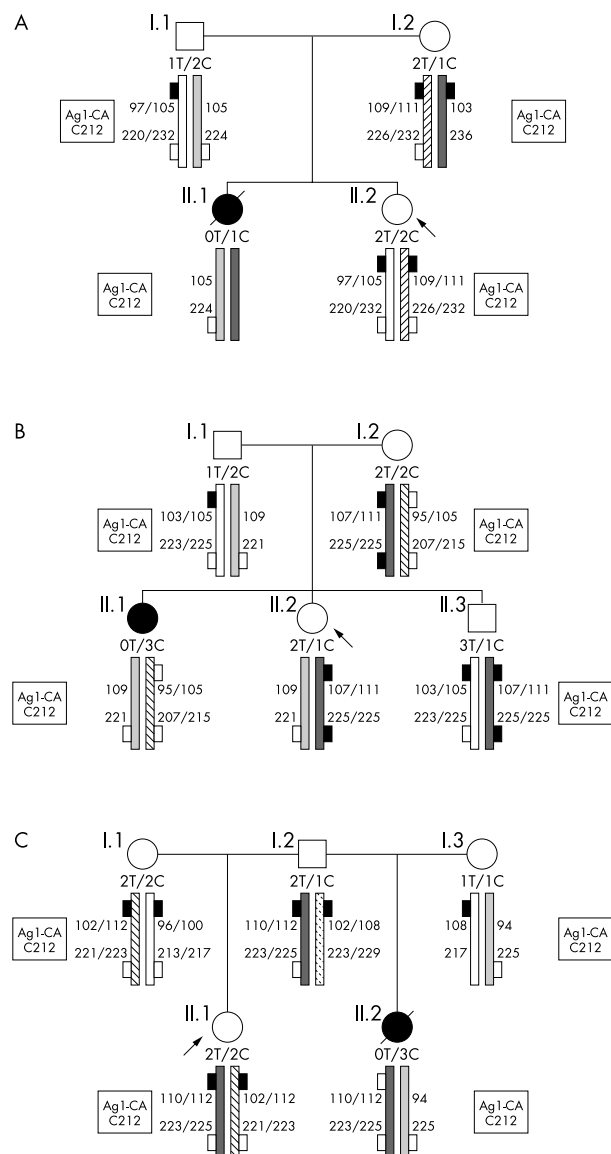 A
I.1 I.2
1T/2C 2T/1C
Ag1-CA 97/105 105 109/111 103 Ag1-CA
C212 220/232 224 226/232 236 C212
II.1 II.2
0T/1C 2T/2C
Ag1-CA 105 97/105 109/111 Ag1-CA
C212 224 220/232 226/232 C212
B
I.1 I.2
1T/2C 2T/2C
Ag1-CA 103/105 109 107/111 95/105 Ag1-CA
C212 223/225 221 225/225 207/215 C212
II.1 II.2 II.3
0T/3C 2T/1C 3T/1C
Ag1-CA 109 95/105 109 107/111 103/105 107/111 Ag1-CA
C212 221 207/215 221 225/225 223/225 225/225 C212
C
I.1 I.2 I.3
2T/2C 2T/1C 1T/1C
Ag1-CA 102/112 96/100 110/112 102/108 108 94 Ag1-CA
C212 221/223 213/217 223/225 223/229 217 225 C212
II.1 II.2
2T/2C 0T/3C
Ag1-CA 110/112 102/112 110/112 94 Ag1-CA
C212 223/225 221/223 223/225 225 C212